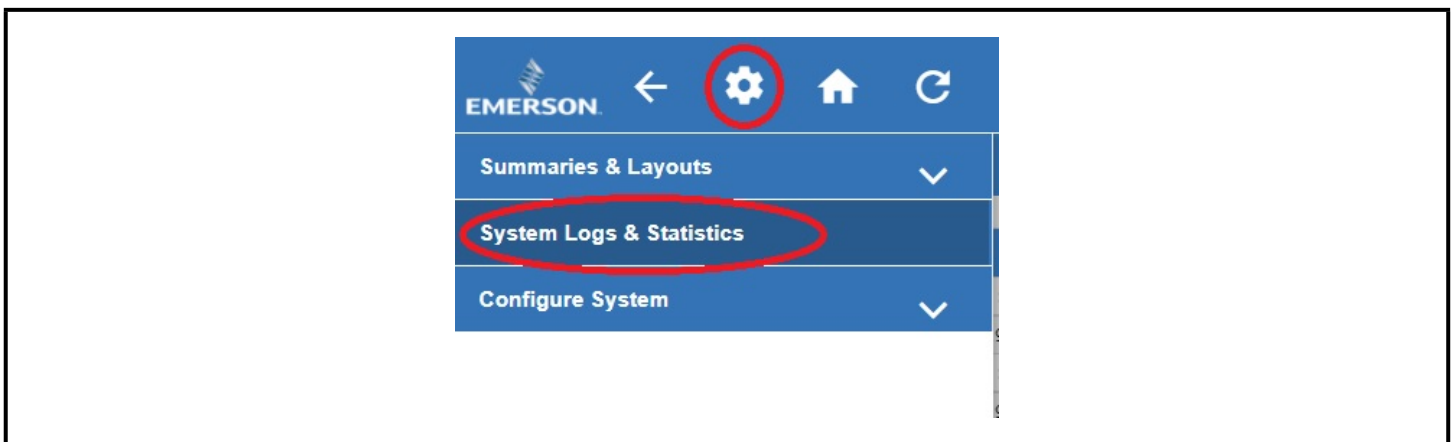 EMERSON.
Summaries & Layouts
System Logs & Statistics
Configure System